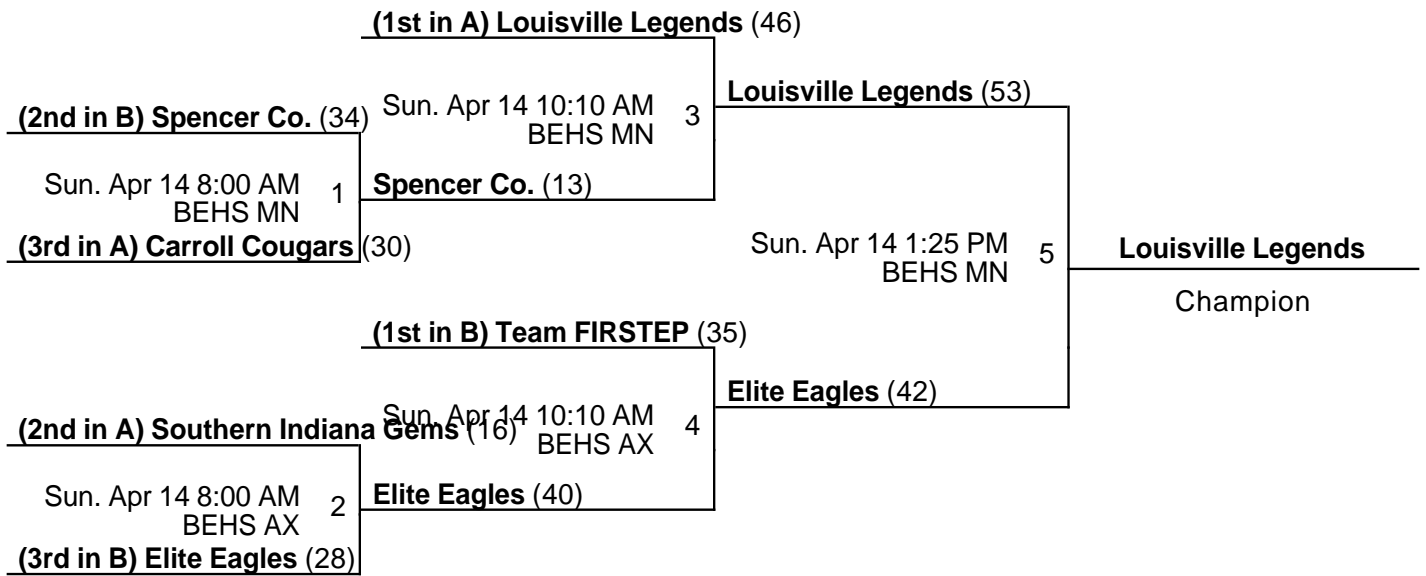 (1st in A) Louisville Legends (46)
Sun. Apr 14 10:10 AM
BEHS MN
3
Louisville Legends (53)
(2nd in B) Spencer Co. (34)
Sun. Apr 14 8:00 AM
BEHS MN
1
Spencer Co. (13)
(3rd in A) Carroll Cougars (30)
Sun. Apr 14 1:25 PM
BEHS MN
5
Louisville Legends
Champion
(1st in B) Team FIRSTEP (35)
Sun. Apr 14 10:10 AM
BEHS AX
4
Elite Eagles (42)
(2nd in A) Southern Indiana Gems (16)
Sun. Apr 14 8:00 AM
BEHS AX
2
Elite Eagles (40)
(3rd in B) Elite Eagles (28)